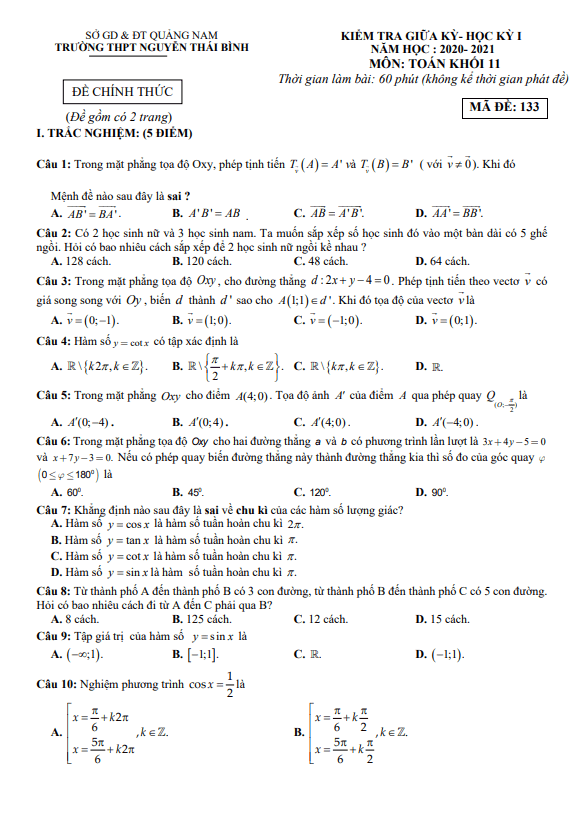 SỞ GD & ĐT QUẢNG NAM
TRƯỜNG THPT NGUYỄN THÁI BÌNH
KIỂM TRA GIỮA KỲ- HỌC KỲ I
NĂM HỌC : 2020- 2021
MÔN: TOÁN KHỐI 11
Thời gian làm bài: 60 phút (không kể thời gian phát đề)
ĐỀ CHÍNH THỨC
MÃ ĐỀ: 133
(Đề gồm có 2 trang)
I. TRẮC NGHIỆM: (5 ĐIỂM)
Câu 1: Trong mặt phẳng tọa độ Oxy, phép tịnh tiến $T_{\vec{v}}(A) = A'$ và $T_{\vec{v}}(B) = B'$ ( với $\vec{v} \neq \vec{0}$). Khi đó
Mệnh đề nào sau đây là sai ?
A. $\overrightarrow{AB'} = \overrightarrow{BA'}$. B. $A'B' = AB$ . C. $\overrightarrow{AB} = \overrightarrow{A'B'}$. D. $\overrightarrow{AA'} = \overrightarrow{BB'}$.
Câu 2: Có 2 học sinh nữ và 3 học sinh nam. Ta muốn sắp xếp số học sinh đó vào một bàn dài có 5 ghế
ngồi. Hỏi có bao nhiêu cách sắp xếp để 2 học sinh nữ ngồi kề nhau ?
A. 128 cách. B. 120 cách. C. 48 cách. D. 64 cách.
Câu 3: Trong mặt phẳng tọa độ Oxy, cho đường thẳng $d : 2x + y - 4 = 0$. Phép tịnh tiến theo vectơ $\vec{v}$ có
giá song song với Oy, biến d thành d' sao cho $A(1;1) \in d'$. Khi đó tọa độ của vectơ $\vec{v}$ là
A. $\vec{v} = (0;-1)$. B. $\vec{v} = (1;0)$. C. $\vec{v} = (-1;0)$. D. $\vec{v} = (0;1)$.
Câu 4: Hàm số $y = \cot x$ có tập xác định là
A. $\mathbb{R} \setminus \{k2\pi, k \in \mathbb{Z}\}$. B. $\mathbb{R} \setminus \{\frac{\pi}{2} + k\pi, k \in \mathbb{Z}\}$. C. $\mathbb{R} \setminus \{k\pi, k \in \mathbb{Z}\}$. D. $\mathbb{R}$.
Câu 5: Trong mặt phẳng Oxy cho điểm $A(4;0)$. Tọa độ ảnh A' của điểm A qua phép quay $Q_{(O;-\frac{\pi}{2})}$ là
A. $A'(0;-4)$ . B. $A'(0;4)$ . C. $A'(4;0)$ . D. $A'(-4;0)$ .
Câu 6: Trong mặt phẳng tọa độ Oxy cho hai đường thẳng a và b có phương trình lần lượt là $3x + 4y - 5 = 0$
và $x + 7y - 3 = 0$. Nếu có phép quay biến đường thẳng này thành đường thẳng kia thì số đo của góc quay $\varphi$
$(0 \leq \varphi \leq 180^0)$ là
A. $60^0$. B. $45^0$. C. $120^0$. D. $90^0$.
Câu 7: Khẳng định nào sau đây là sai về chu kì của các hàm số lượng giác?
A. Hàm số $y = \cos x$ là hàm số tuần hoàn chu kì $2\pi$.
B. Hàm số $y = \tan x$ là hàm số tuần hoàn chu kì $\pi$.
C. Hàm số $y = \cot x$ là hàm số tuần hoàn chu kì $\pi$.
D. Hàm số $y = \sin x$ là hàm số tuần hoàn chu kì $\pi$.
Câu 8: Từ thành phố A đến thành phố B có 3 con đường, từ thành phố B đến thành phố C có 5 con đường.
Hỏi có bao nhiêu cách đi từ A đến C phải qua B?
A. 8 cách. B. 125 cách. C. 12 cách. D. 15 cách.
Câu 9: Tập giá trị của hàm số $y = \sin x$ là
A. $(-\infty;1)$. B. $[-1;1]$. C. $\mathbb{R}$. D. $(-1;1)$.
Câu 10: Nghiệm phương trình $\cos x = \frac{1}{2}$ là
A. $\left[\begin{array}{l} x = \frac{\pi}{6} + k2\pi \\ x = \frac{5\pi}{6} + k2\pi \end{array}\right., k \in \mathbb{Z}.$ B. $\left[\begin{array}{l} x = \frac{\pi}{6} + k\frac{\pi}{2} \\ x = \frac{5\pi}{6} + k\frac{\pi}{2} \end{array}\right., k \in \mathbb{Z}.$